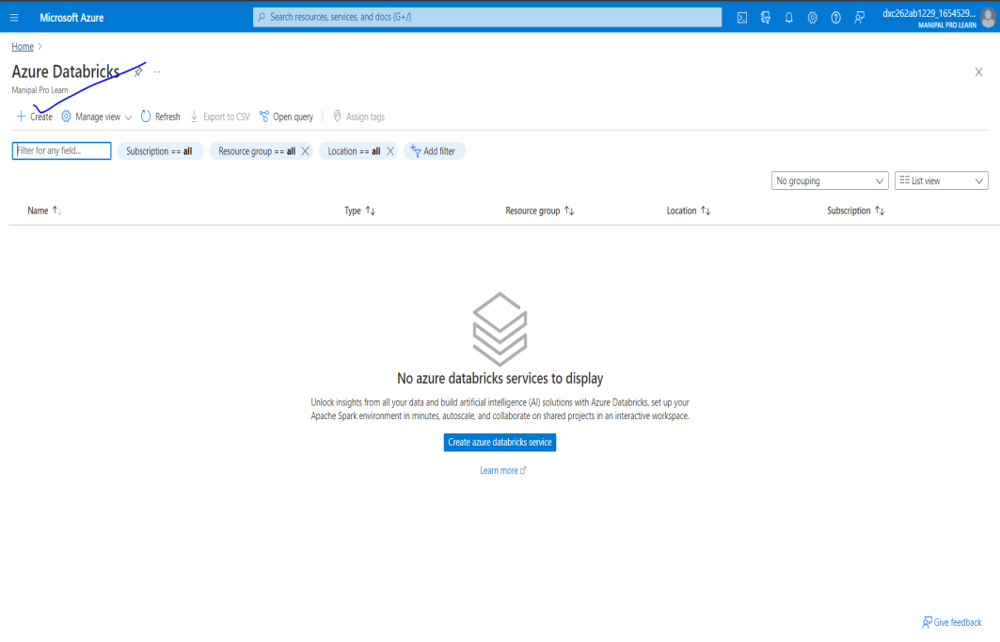 Microsoft Azure
Search resources, services, and docs (G+/)
dxc262ab1229_1654529...
MANIPAL PRO LEARN
Home
Azure Databricks
...
Manipal Pro Learn
Create Manage view Refresh Export to CSV Open query Assign tags
Filter for any field... Subscription == all Resource group == all Location == all Add filter
No grouping List view
Name Type Resource group Location Subscription
No azure databricks services to display
Unlock insights from all your data and build artificial intelligence (AI) solutions with Azure Databricks, set up your
Apache Spark environment in minutes, autoscale, and collaborate on shared projects in an interactive workspace.
Create azure databricks service
Learn more
Give feedback